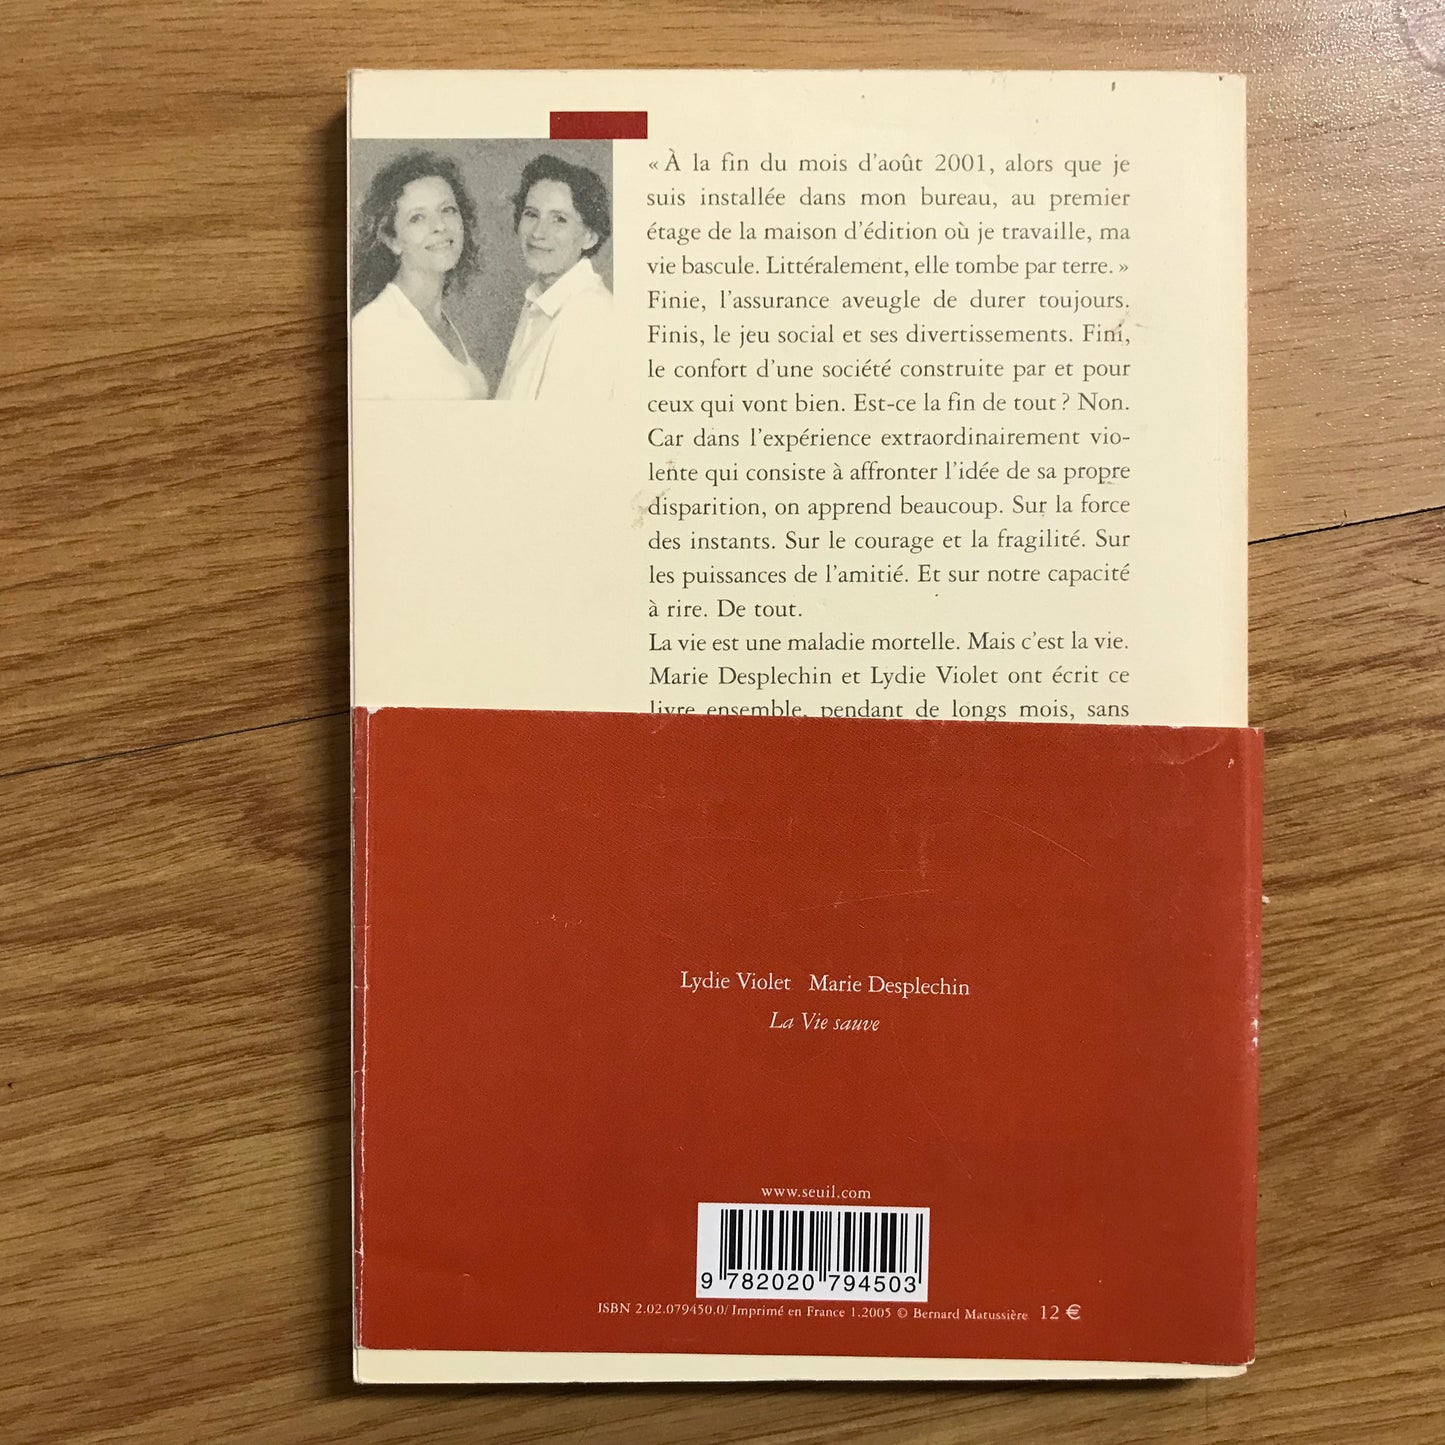 « À la fin du mois d’août 2001, alors que je
suis installée dans mon bureau, au premier
étage de la maison d’édition où je travaille, ma
vie bascule. Littéralement, elle tombe par terre. »
Finie, l’assurance aveugle de durer toujours.
Finis, le jeu social et ses divertissements. Fini,
le confort d’une société construite par et pour
ceux qui vont bien. Est-ce la fin de tout ? Non.
Car dans l’expérience extraordinairement vio-
lente qui consiste à affronter l’idée de sa propre
disparition, on apprend beaucoup. Sur la force
des instants. Sur le courage et la fragilité. Sur
les puissances de l’amitié. Et sur notre capacité
à rire. De tout.
La vie est une maladie mortelle. Mais c’est la vie.
Marie Desplechin et Lydie Violet ont écrit ce
livre ensemble, pendant de longs mois, sans
Lydie Violet Marie Desplechin
La Vie sauve
www.seuil.com
9 782020 794503
ISBN 2.02.079450.0/ Imprimé en France 1.2005 © Bernard Matussière 12 €